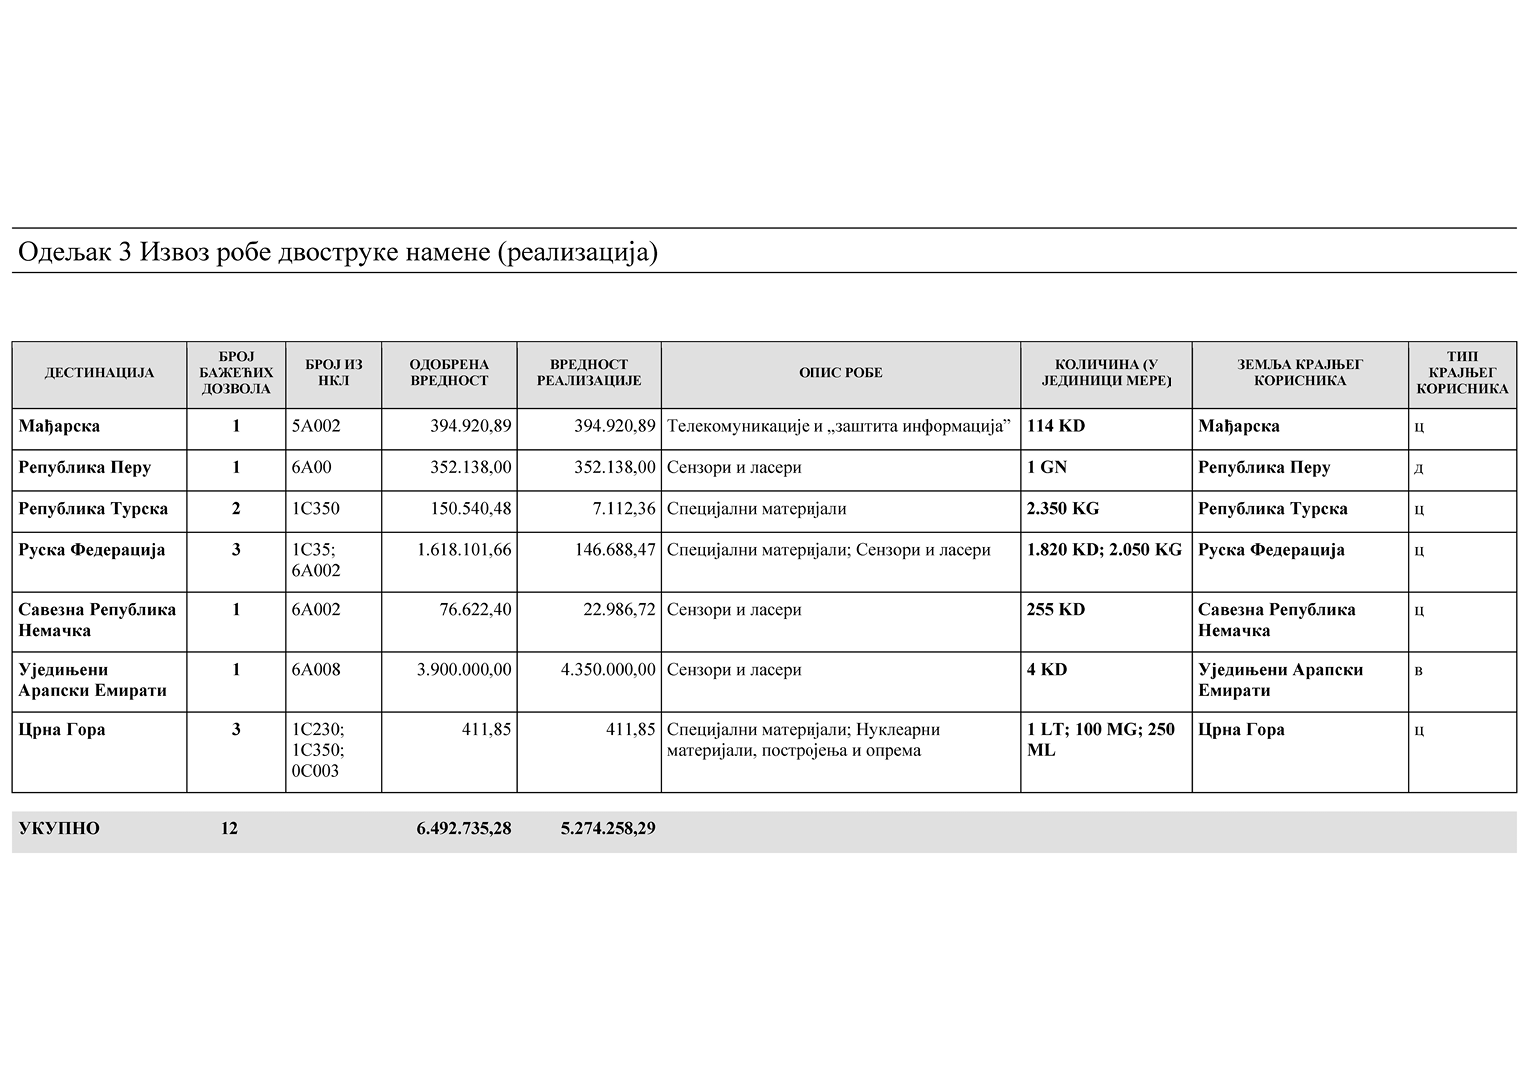 Одељак 3 Извоз робе двоструке намене (реализација)
ДЕСТИНАЦИЈА
БРОЈ
БАЖЕЋИХ
ДОЗВОЛА
БРОЈ ИЗ
НКЛ
ОДОБРЕНА
ВРЕДНОСТ
ВРЕДНОСТ
РЕАЛИЗАЦИЈЕ
ОПИС РОБЕ
КОЛИЧИНА (У
ЈЕДИНИЦИ МЕРЕ)
ЗЕМЉА КРАЈЊЕГ
КОРИСНИКА
ТИП
КРАЈЊЕГ
КОРИСНИКА
Мађарска 1 5A002 394.920,89 394.920,89 Телекомуникације и „заштита информација” 114 KD Мађарска ц
Република Перу 1 6A00 352.138,00 352.138,00 Сензори и ласери 1 GN Република Перу д
Република Турска 2 1C350 150.540,48 7.112,36 Специјални материјали 2.350 KG Република Турска ц
Руска Федерација 3 1C35; 1.618.101,66 146.688,47 Специјални материјали; Сензори и ласери 1.820 KD; 2.050 KG Руска Федерација ц
6A002
Савезна Република 1 6A002 76.622,40 22.986,72 Сензори и ласери 255 KD Савезна Република ц
Немачка Немачка
Уједињени 1 6A008 3.900.000,00 4.350.000,00 Сензори и ласери 4 KD Уједињени Арапски в
Арапски Емирати Емирати
Црна Гора 3 1C230; 411,85 411,85 Специјални материјали; Нуклеарни 1 LT; 100 MG; 250 Црна Гора ц
1C350; материјали, постројења и опрема ML
0C003
УКУПНО 12 6.492.735,28 5.274.258,29